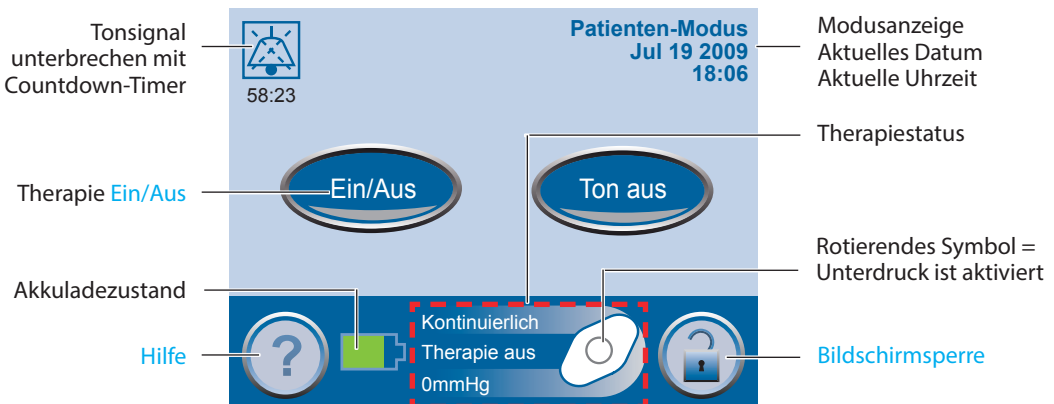 Tonsignal
unterbrechen mit
Countdown-Timer
58:23
Patienten-Modus
Jul 19 2009
18:06
Modusanzeige
Aktuelles Datum
Aktuelle Uhrzeit
Therapiestatus
Therapie Ein/Aus
Ein/Aus
Ton aus
Rotierendes Symbol =
Unterdruck ist aktiviert
Akkuladezustand
Hilfe
?
Kontinuierlich
Therapie aus
0mmHg
Bildschirmsperre